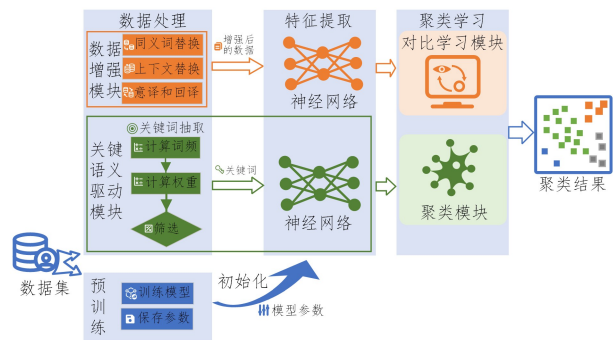 数据处理
特征提取
聚类学习
数据
增强
模块
同义词替换
上下文替换
意译和回译
增强后
的数据
神经网络
对比学习模块
关键
语义
驱动
模块
关键词抽取
计算词频
计算权重
筛选
关键词
神经网络
聚类模块
聚类结果
数据集
预
训
练
训练模型
保存参数
初始化
模型参数